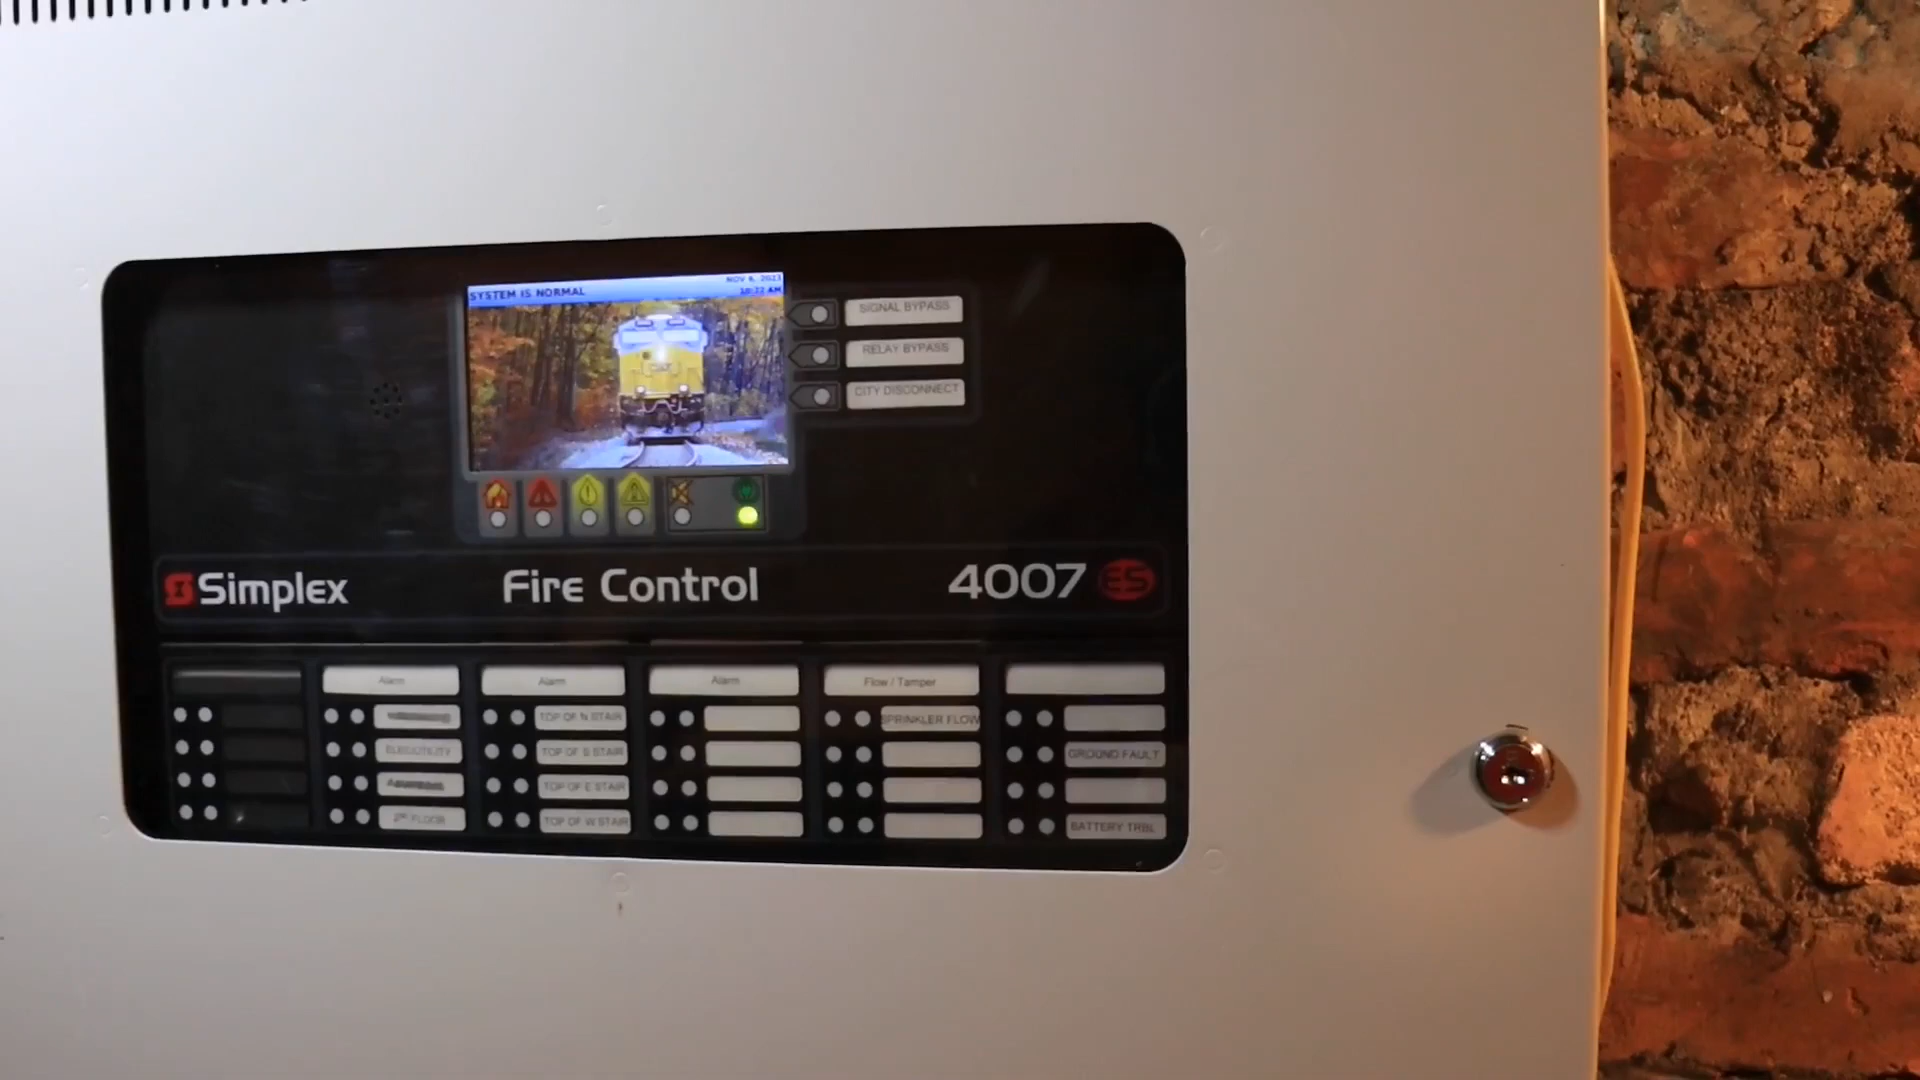 NOV 6, 2023
SYSTEM IS NORMAL
10:22 AM
SIGNAL BYPASS
RELAY BYPASS
CITY DISCONNECT
Simplex
Fire Control
4007 ES
Alarm
Alarm
Alarm
Flow / Tamper
TOP OF N STAIR
SPRINKLER FLOW
TOP OF S STAIR
GROUND FAULT
TOP OF E STAIR
2ND FLOOR
TOP OF W STAIR
BATTERY TRBL